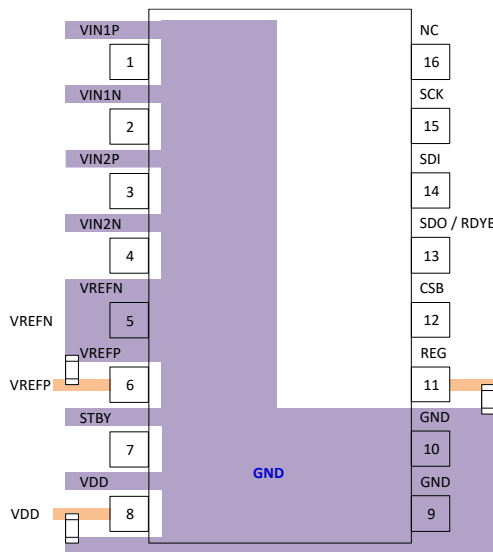 VIN1P NC
1 16
VIN1N SCK
2 15
VIN2P SDI
3 14
VIN2N SDO / RDYB
4 13
VREFN CSB
VREFN 5 12
VREFP REG
VREFP 6 11
STBY GND
7 10
VDD GND GND
VDD 8 9